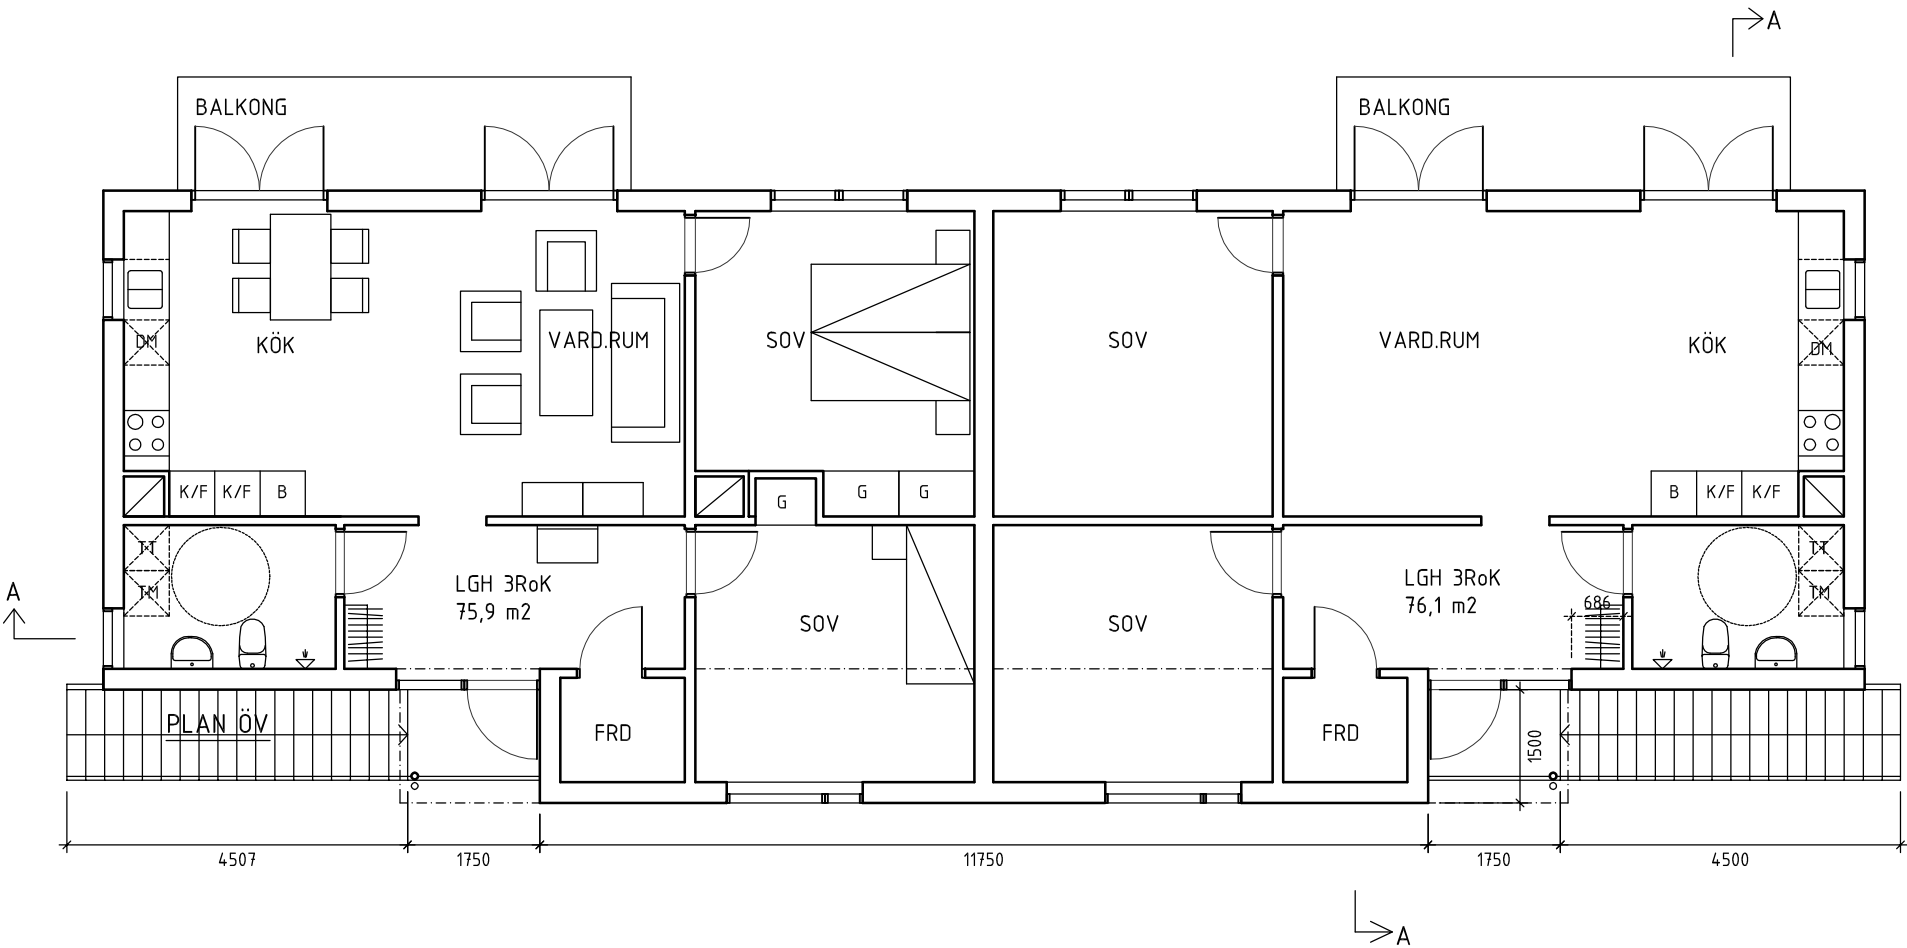 A
BALKONG
BALKONG
DM
KÖK
VARD.RUM
SOV
SOV
VARD.RUM
KÖK
DM
K/F
K/F
B
G
G
G
B
K/F
K/F
TT
TM
TT
TM
LGH 3RoK
75,9 m2
LGH 3RoK
76,1 m2
686
A
SOV
SOV
PLAN ÖV
FRD
FRD
1500
4507
1750
11750
1750
4500
A